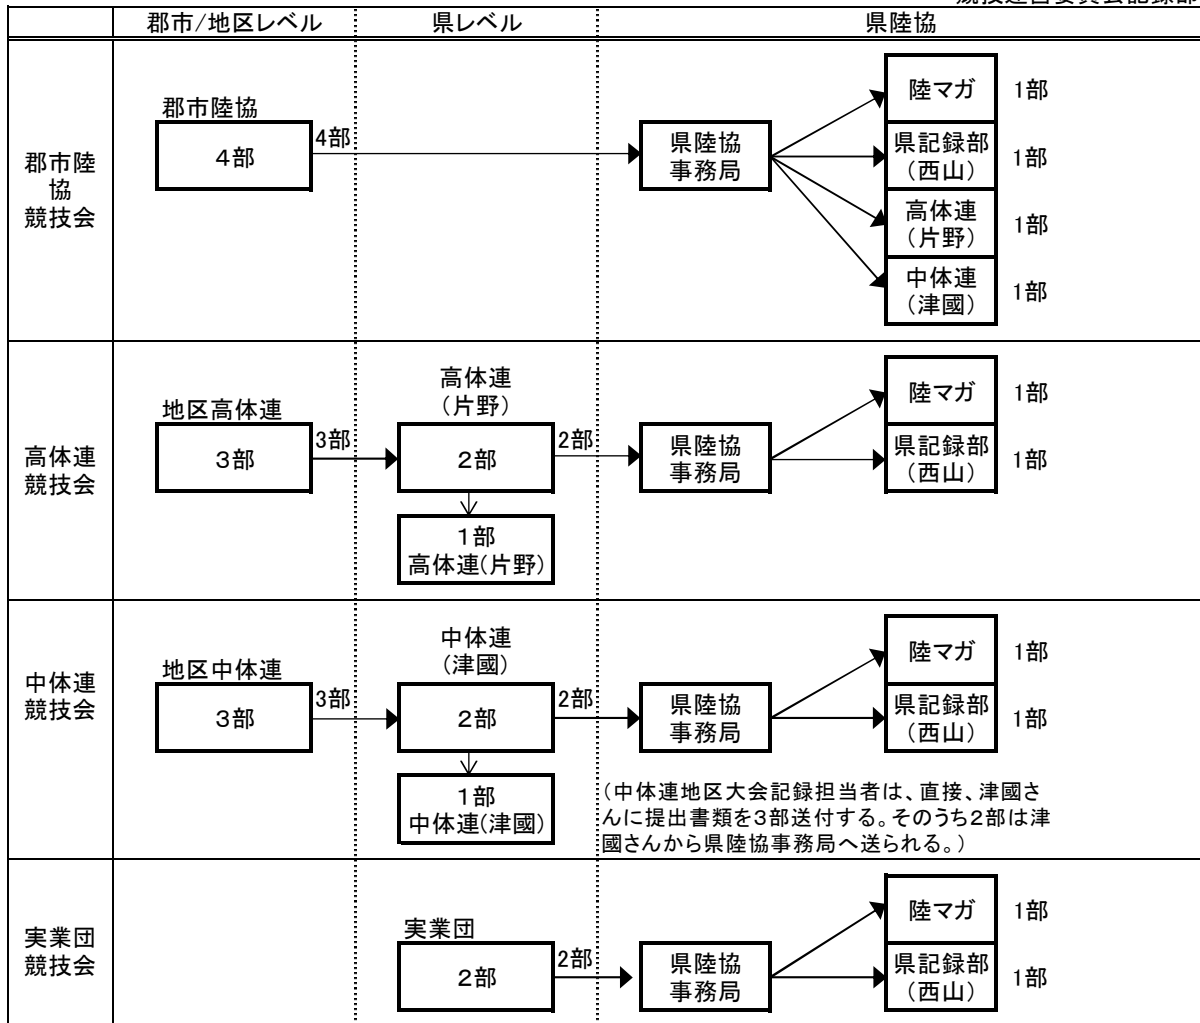 郡市/地区レベル
県レベル
県陸協
郡市陸
協
競技会
郡市陸協
4部
4部
県陸協
事務局
陸マガ
1部
県記録部
(西山)
1部
高体連
(片野)
1部
中体連
(津國)
1部
高体連
競技会
地区高体連
3部
3部
高体連
(片野)
2部
2部
1部
高体連(片野)
県陸協
事務局
陸マガ
1部
県記録部
(西山)
1部
中体連
競技会
地区中体連
3部
3部
中体連
(津國)
2部
2部
1部
中体連(津國)
県陸協
事務局
陸マガ
1部
県記録部
(西山)
1部
(中体連地区大会記録担当者は、直接、津國さ
んに提出書類を3部送付する。そのうち2部は津
國さんから県陸協事務局へ送られる。)
実業団
競技会
実業団
2部
2部
県陸協
事務局
陸マガ
1部
県記録部
(西山)
1部